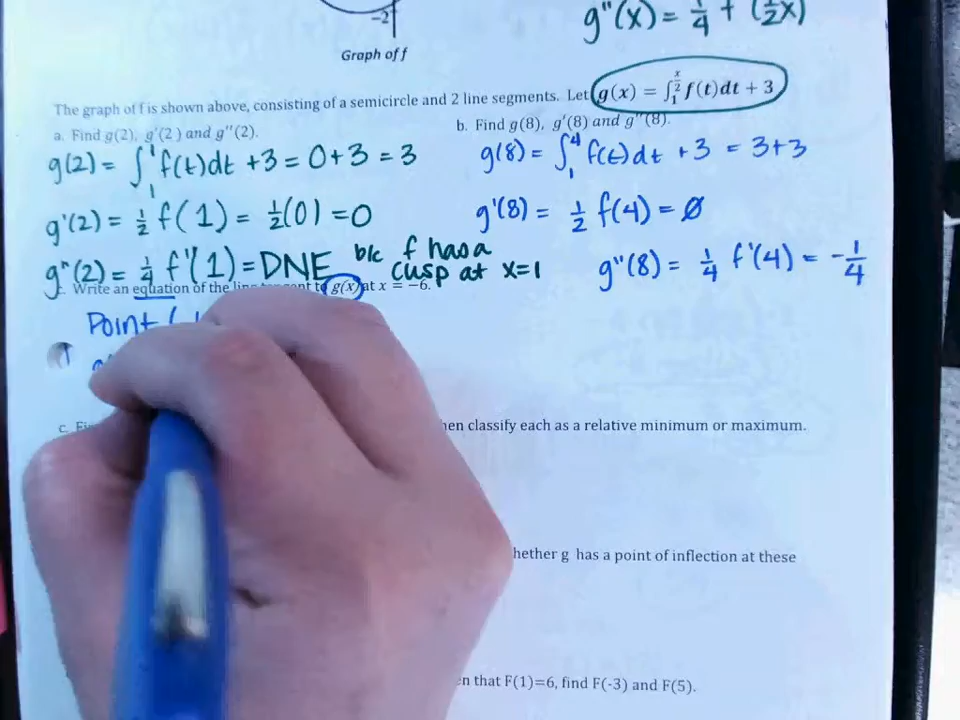 -2
g"(x) = 1/4 + (1/2x)
Graph of f
The graph of f is shown above, consisting of a semicircle and 2 line segments. Let g(x) = ∫₁^(x/2) f(t)dt + 3
a. Find g(2), g'(2) and g''(2).
b. Find g(8), g'(8) and g''(8).
g(2) = ∫₁¹ f(t)dt +3 = 0+3 = 3
g(8) = ∫₁⁴ f(t)dt +3 = 3+3
g'(2) = 1/2 f(1) = 1/2(0) = 0
g'(8) = 1/2 f(4) = 0
g"(2) = 1/4 f'(1) = DNE b/c f has a cusp at x=1
g"(8) = 1/4 f'(4) = -1/4
c. Write an equation of the line to g(x) at x = −6.
Point (
c.
then classify each as a relative minimum or maximum.
whether g has a point of inflection at these
that F(1)=6, find F(-3) and F(5).